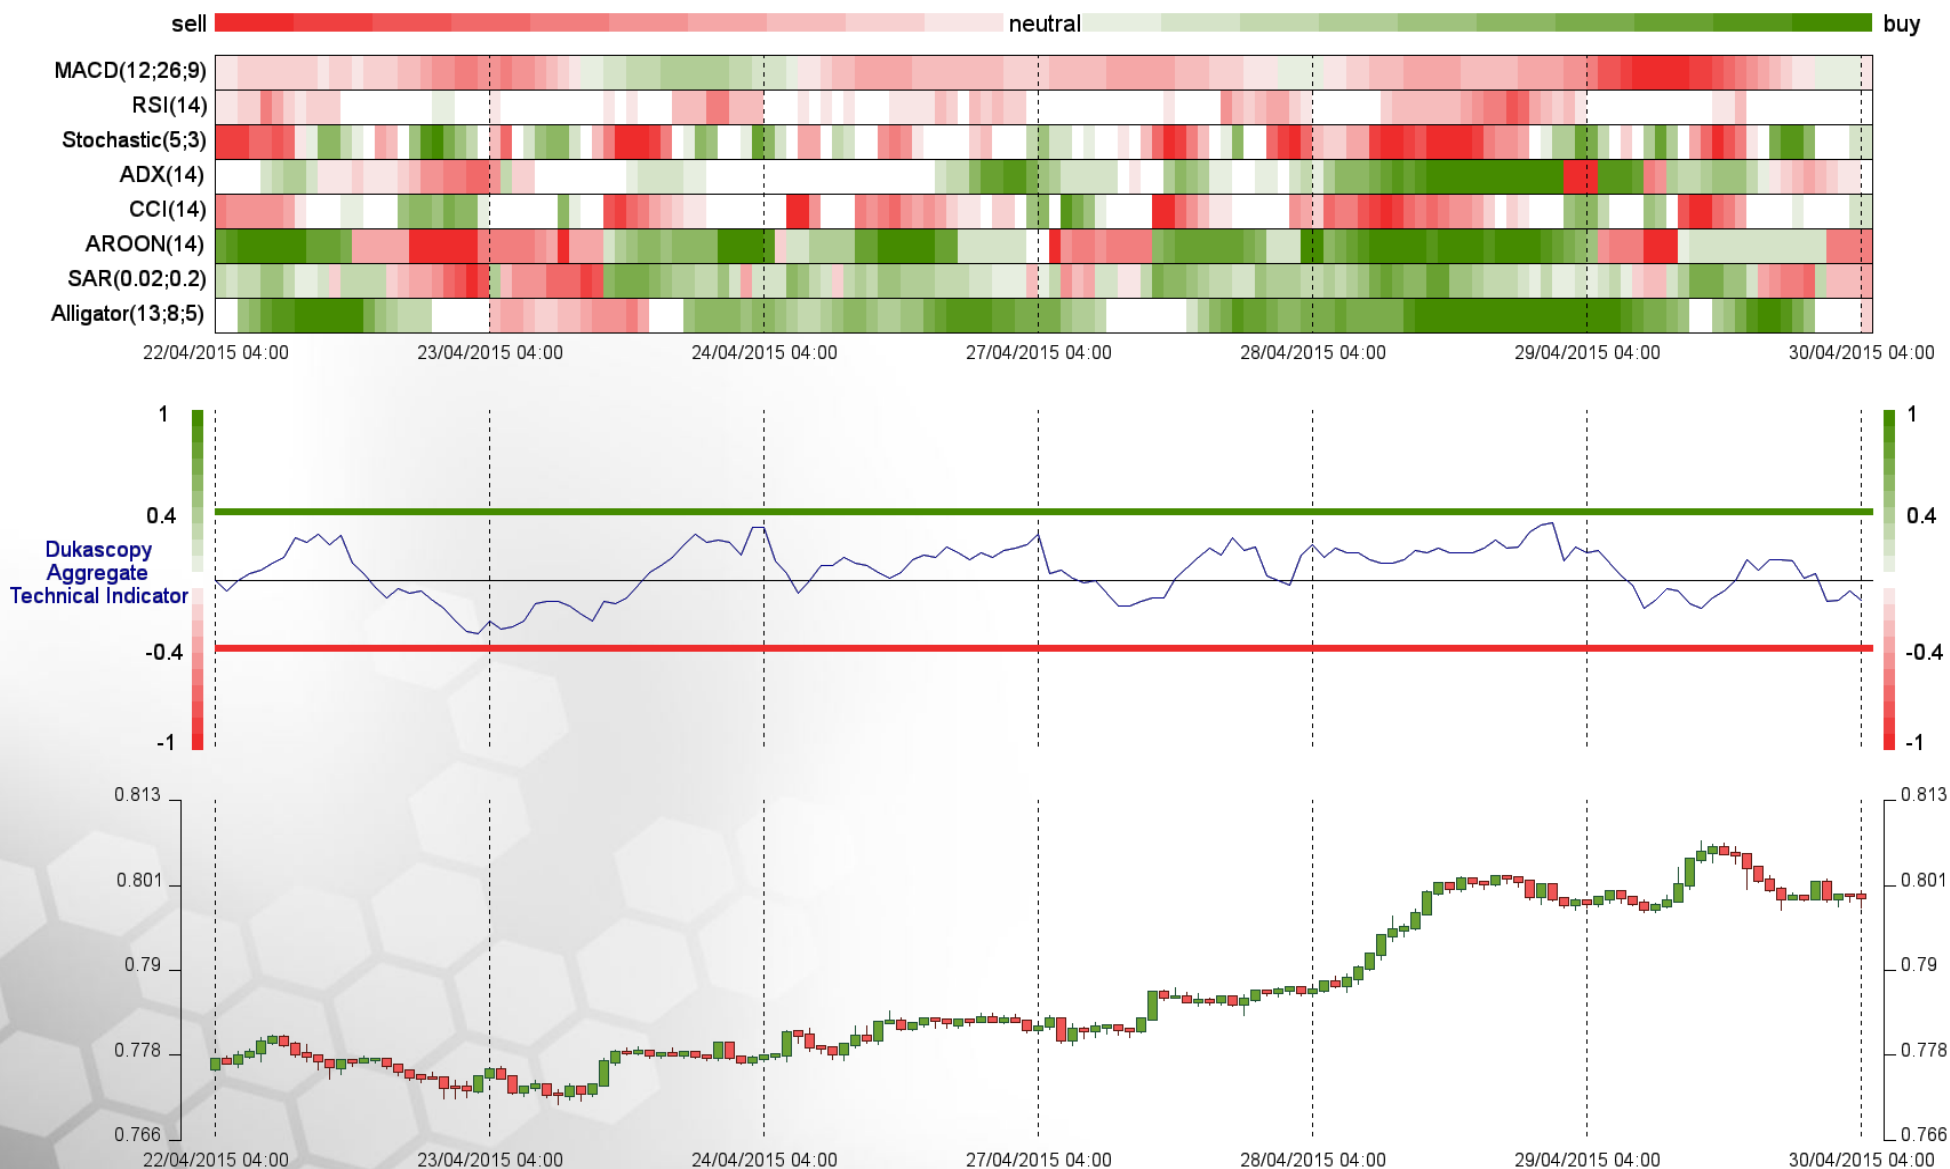 sell neutral buy
MACD(12;26;9)
RSI(14)
Stochastic(5;3)
ADX(14)
CCI(14)
AROON(14)
SAR(0.02;0.2)
Alligator(13;8;5)
22/04/2015 04:00 23/04/2015 04:00 24/04/2015 04:00 27/04/2015 04:00 28/04/2015 04:00 29/04/2015 04:00 30/04/2015 04:00
1 1
0.4 0.4
Dukascopy
Aggregate
Technical Indicator
-0.4 -0.4
-1 -1
0.813 0.813
0.801 0.801
0.79 0.79
0.778 0.778
0.766 0.766
22/04/2015 04:00 23/04/2015 04:00 24/04/2015 04:00 27/04/2015 04:00 28/04/2015 04:00 29/04/2015 04:00 30/04/2015 04:00